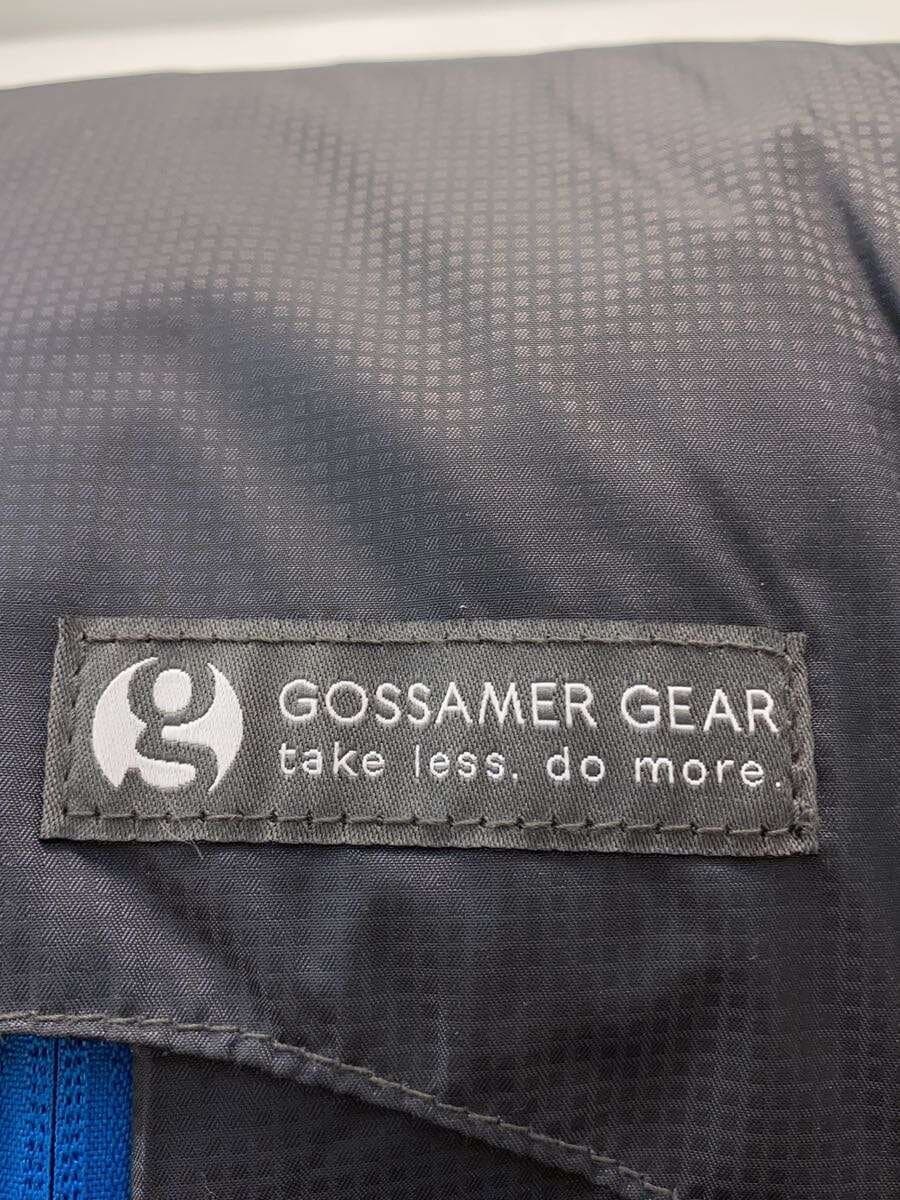 g
GOSSAMER GEAR
take less. do more.